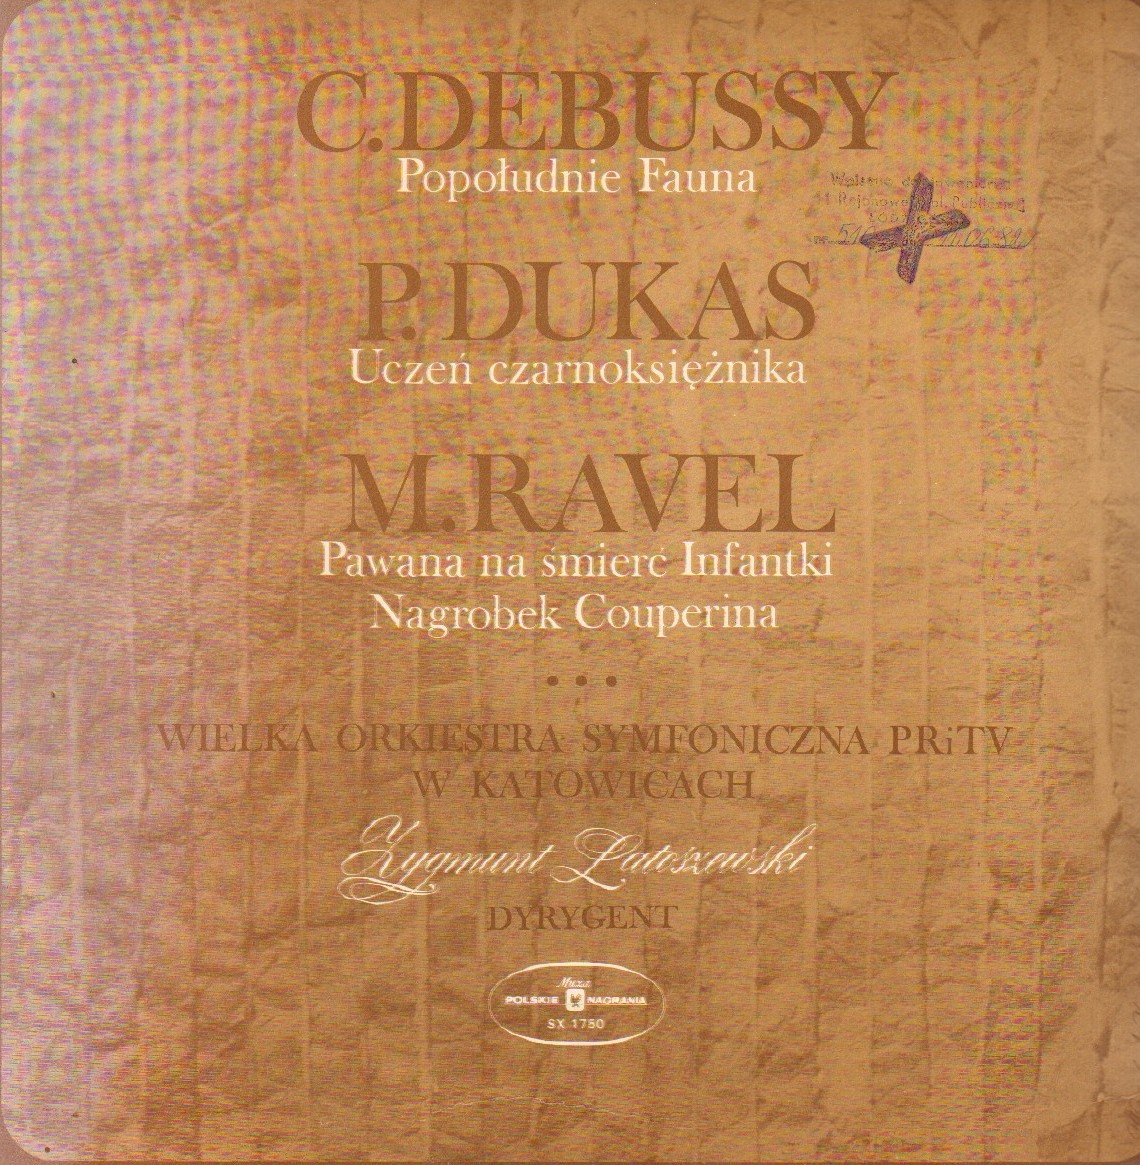 C.DEBUSSY
Popołudnie Fauna
P. DUKAS
Uczeń czarnoksiężnika
M.RAVEL
Pawana na śmierć Infantki
Nagrobek Couperina
•••
WIELKA ORKIESTRA SYMFONICZNA PRiTV
W KATOWICACH
Zygmunt Latoszewski
DYRYGENT
Muza
POLSKIE NAGRANIA
SX 1750